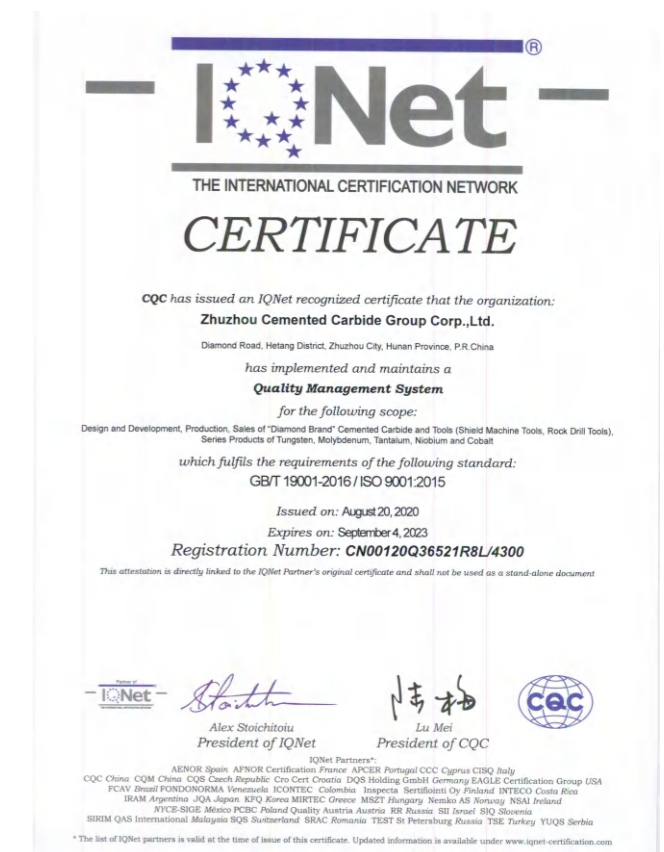 IQNet ®
THE INTERNATIONAL CERTIFICATION NETWORK
CERTIFICATE
CQC has issued an IQNet recognized certificate that the organization:
Zhuzhou Cemented Carbide Group Corp.,Ltd.
Diamond Road, Hetang District, Zhuzhou City, Hunan Province, P.R.China
has implemented and maintains a
Quality Management System
for the following scope:
Design and Development, Production, Sales of "Diamond Brand" Cemented Carbide and Tools (Shield Machine Tools, Rock Drill Tools),
Series Products of Tungsten, Molybdenum, Tantalum, Niobium and Cobalt
which fulfils the requirements of the following standard:
GB/T 19001-2016 / ISO 9001:2015
Issued on: August 20, 2020
Expires on: September 4, 2023
Registration Number: CN00120Q36521R8L/4300
This attestation is directly linked to the IQNet Partner's original certificate and shall not be used as a stand-alone document
Partner of
IQNet
CQC
Alex Stoichitoiu
President of IQNet
Lu Mei
President of CQC
IQNet Partners*:
AENOR Spain AFNOR Certification France APCER Portugal CCC Cyprus CISQ Italy
CQC China CQM China CQS Czech Republic Cro Cert Croatia DQS Holding GmbH Germany EAGLE Certification Group USA
FCAV Brazil FONDONORMA Venezuela ICONTEC Colombia Inspecta Sertifiointi Oy Finland INTECO Costa Rica
IRAM Argentina JQA Japan KFQ Korea MIRTEC Greece MSZT Hungary Nemko AS Norway NSAI Ireland
NYCE-SIGE México PCBC Poland Quality Austria Austria RR Russia SII Israel SIQ Slovenia
SIRIM QAS International Malaysia SQS Switzerland SRAC Romania TEST St Petersburg Russia TSE Turkey YUQS Serbia
* The list of IQNet partners is valid at the time of issue of this certificate. Updated information is available under www.iqnet-certification.com